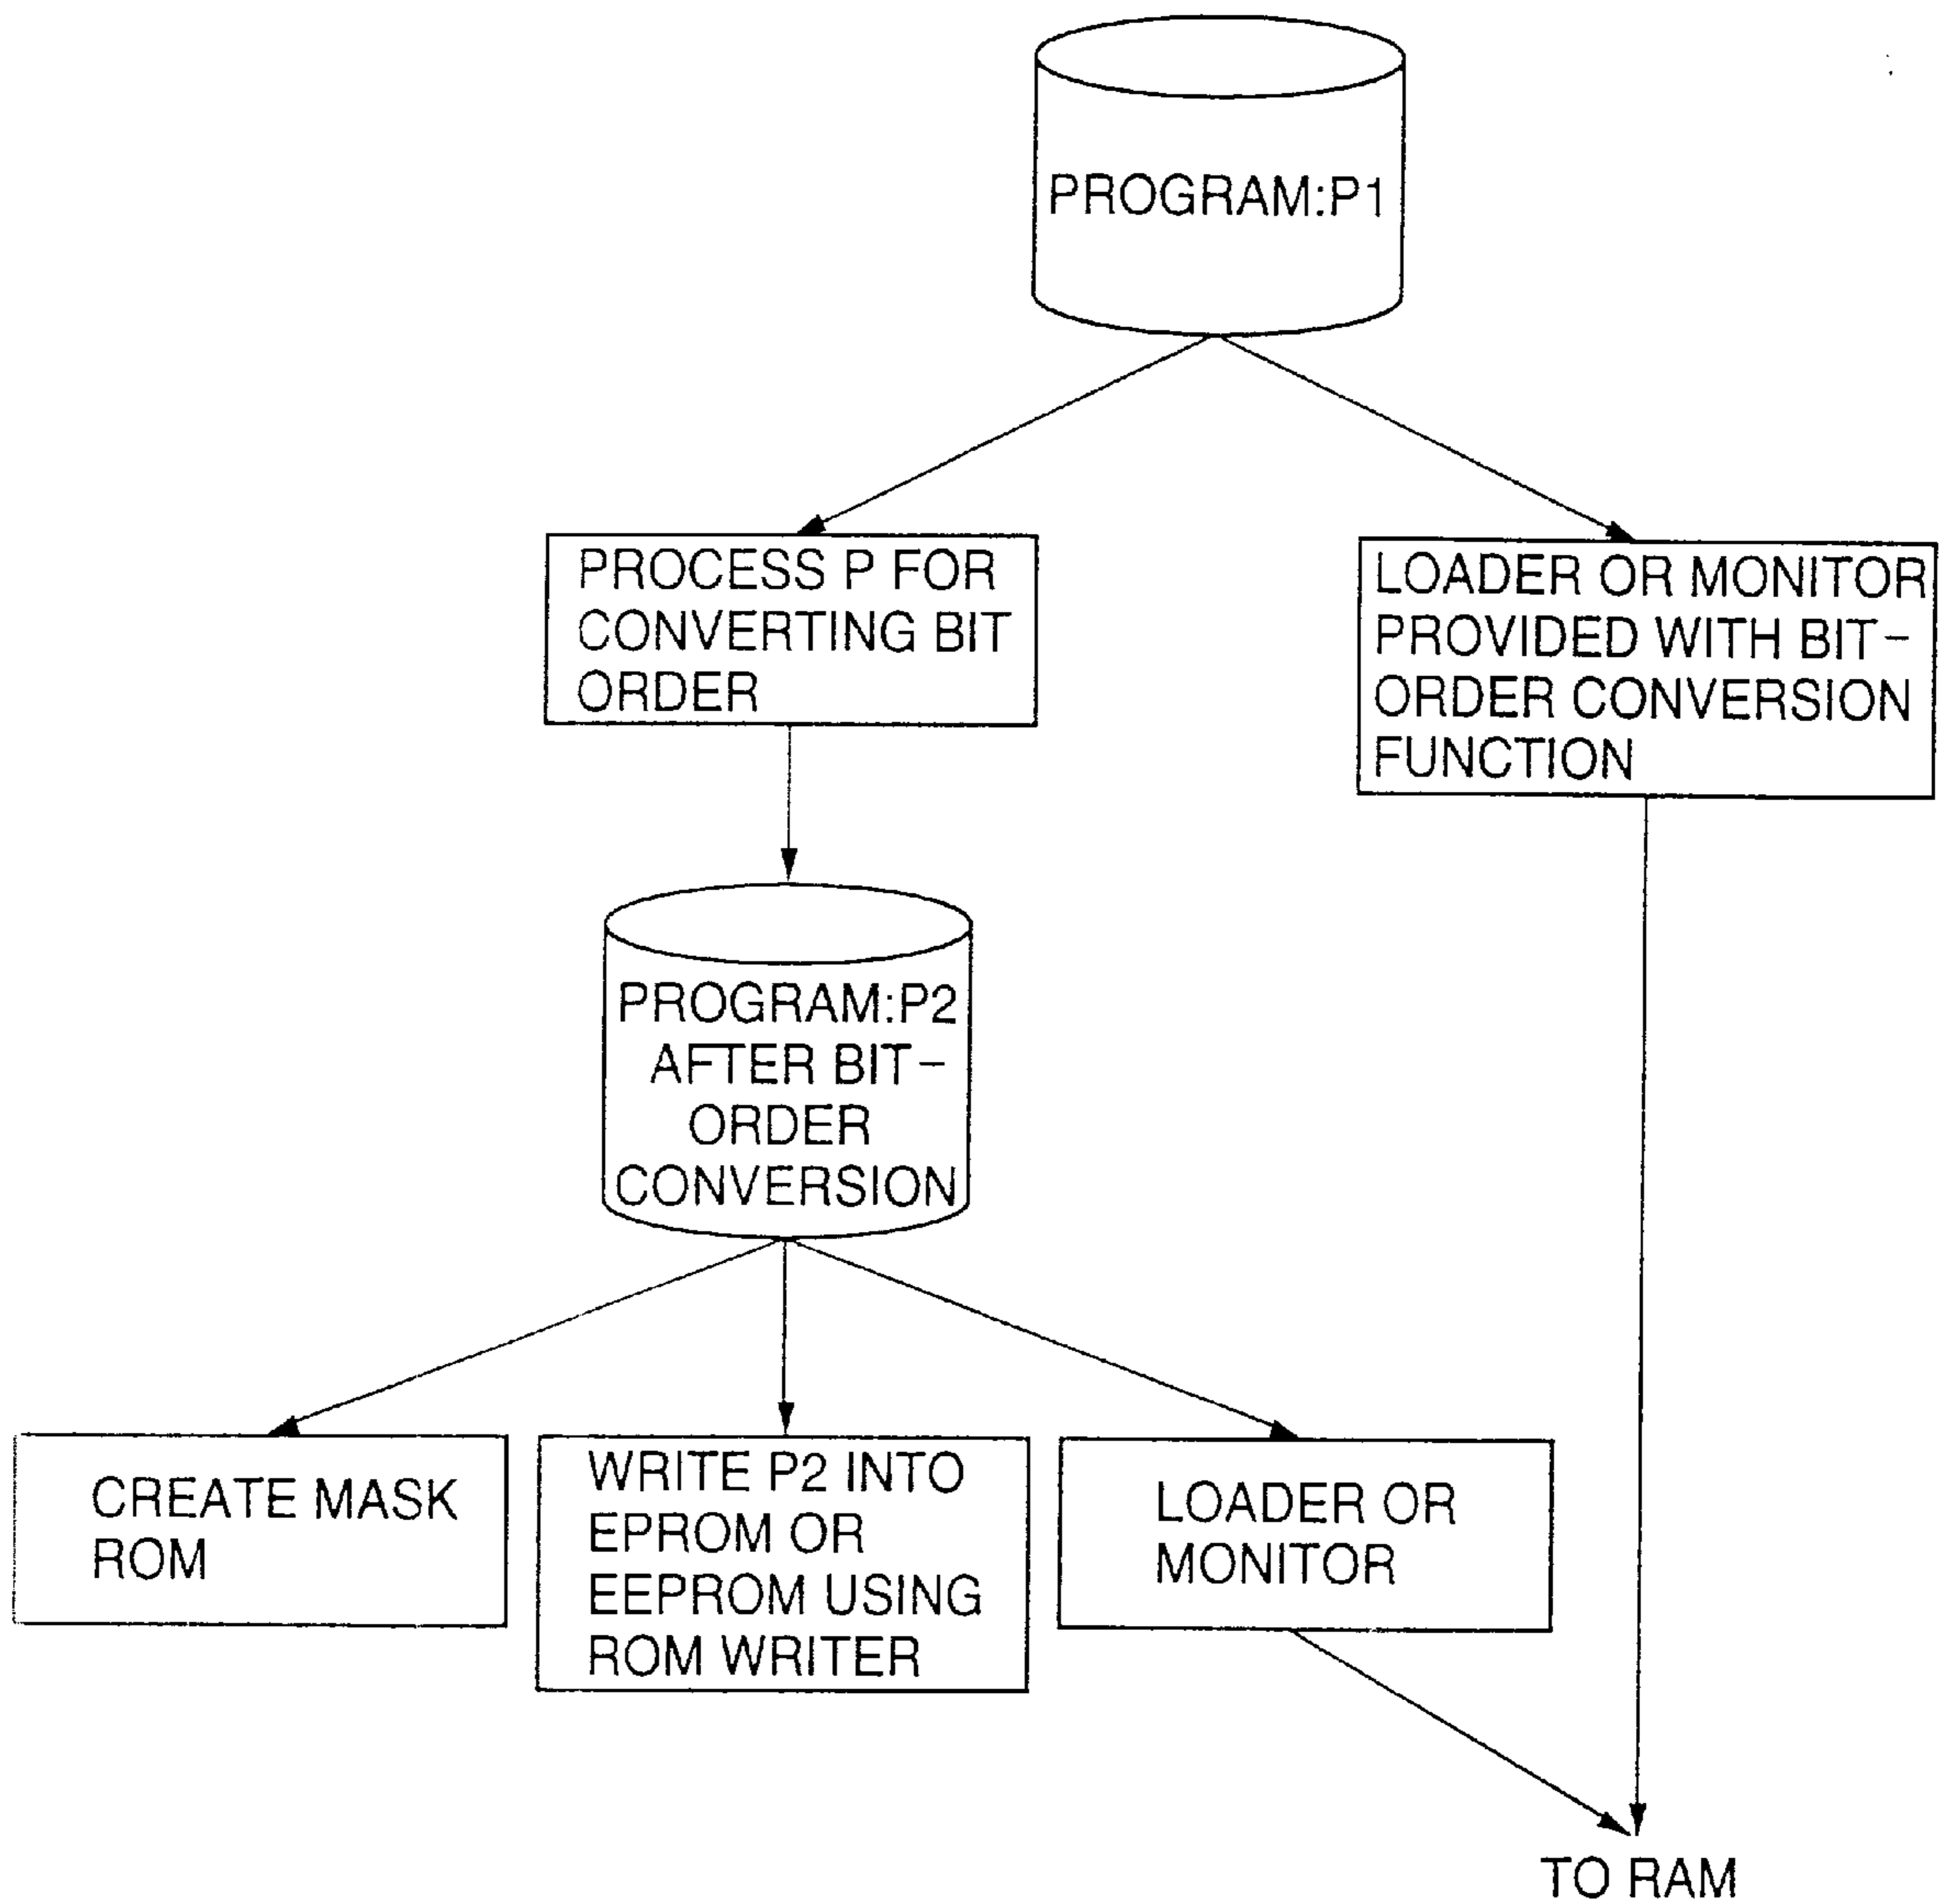 PROGRAM:P1
PROCESS P FOR
CONVERTING BIT
ORDER
LOADER OR MONITOR
PROVIDED WITH BIT-
ORDER CONVERSION
FUNCTION
PROGRAM:P2
AFTER BIT-
ORDER
CONVERSION
CREATE MASK
ROM
WRITE P2 INTO
EPROM OR
EEPROM USING
ROM WRITER
LOADER OR
MONITOR
TO RAM